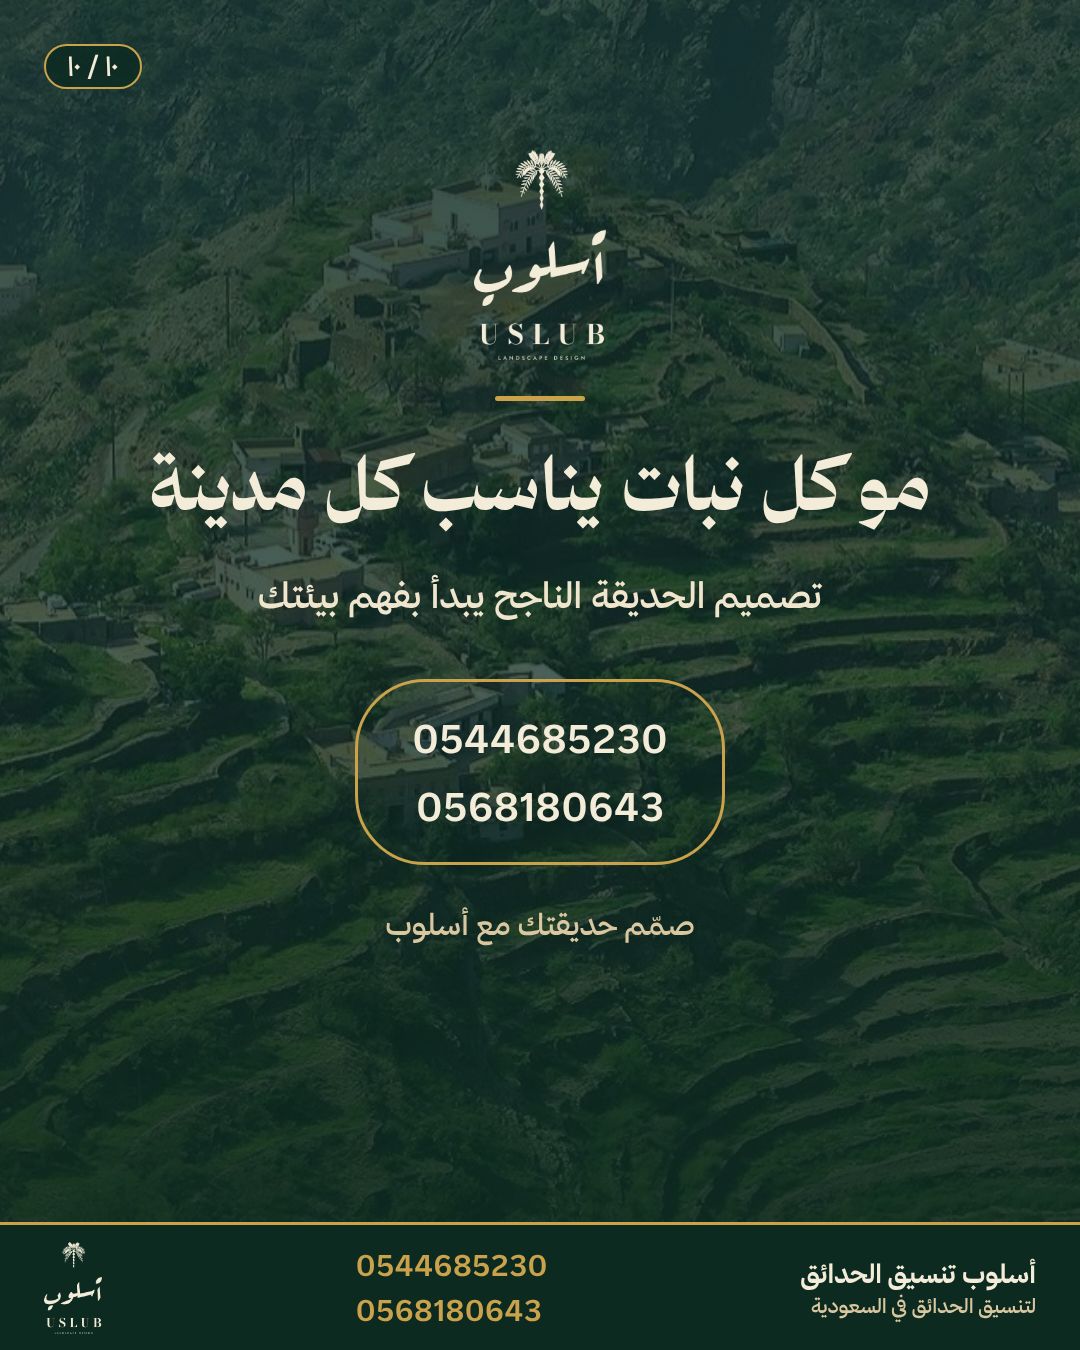 ١٠ / ١٠
أسلوب
USLUB
LANDSCAPE DESIGN
مو كل نبات يناسب كل مدينة
تصميم الحديقة الناجح يبدأ بفهم بيئتك
0544685230
0568180643
صمّم حديقتك مع أسلوب
أسلوب تنسيق الحدائق
لتنسيق الحدائق في السعودية
0544685230
0568180643
أسلوب
USLUB